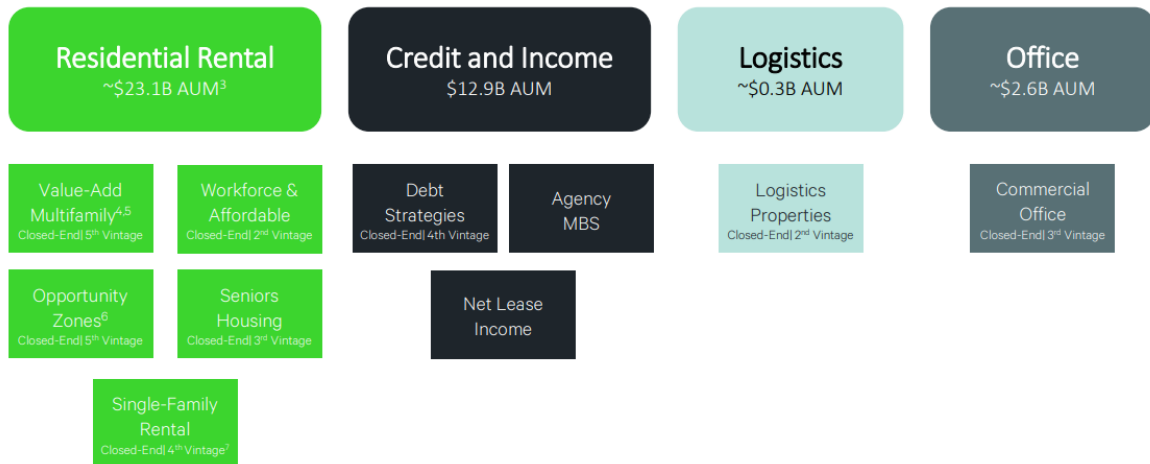 Residential Rental
~$23.1B AUM³
Credit and Income
$12.9B AUM
Logistics
~$0.3B AUM
Office
~$2.6B AUM
Value-Add
Multifamily⁴,⁵
Closed-End| 5ᵗʰ Vintage
Workforce &
Affordable
Closed-End| 2ⁿᵈ Vintage
Debt
Strategies
Closed-End| 4th Vintage
Agency
MBS
Logistics
Properties
Closed-End| 2ⁿᵈ Vintage
Commercial
Office
Closed-End| 3ʳᵈ Vintage
Opportunity
Zones⁶
Closed-End| 5ᵗʰ Vintage
Seniors
Housing
Closed-End| 3ʳᵈ Vintage
Net Lease
Income
Single-Family
Rental
Closed-End| 4ᵗʰ Vintage⁷